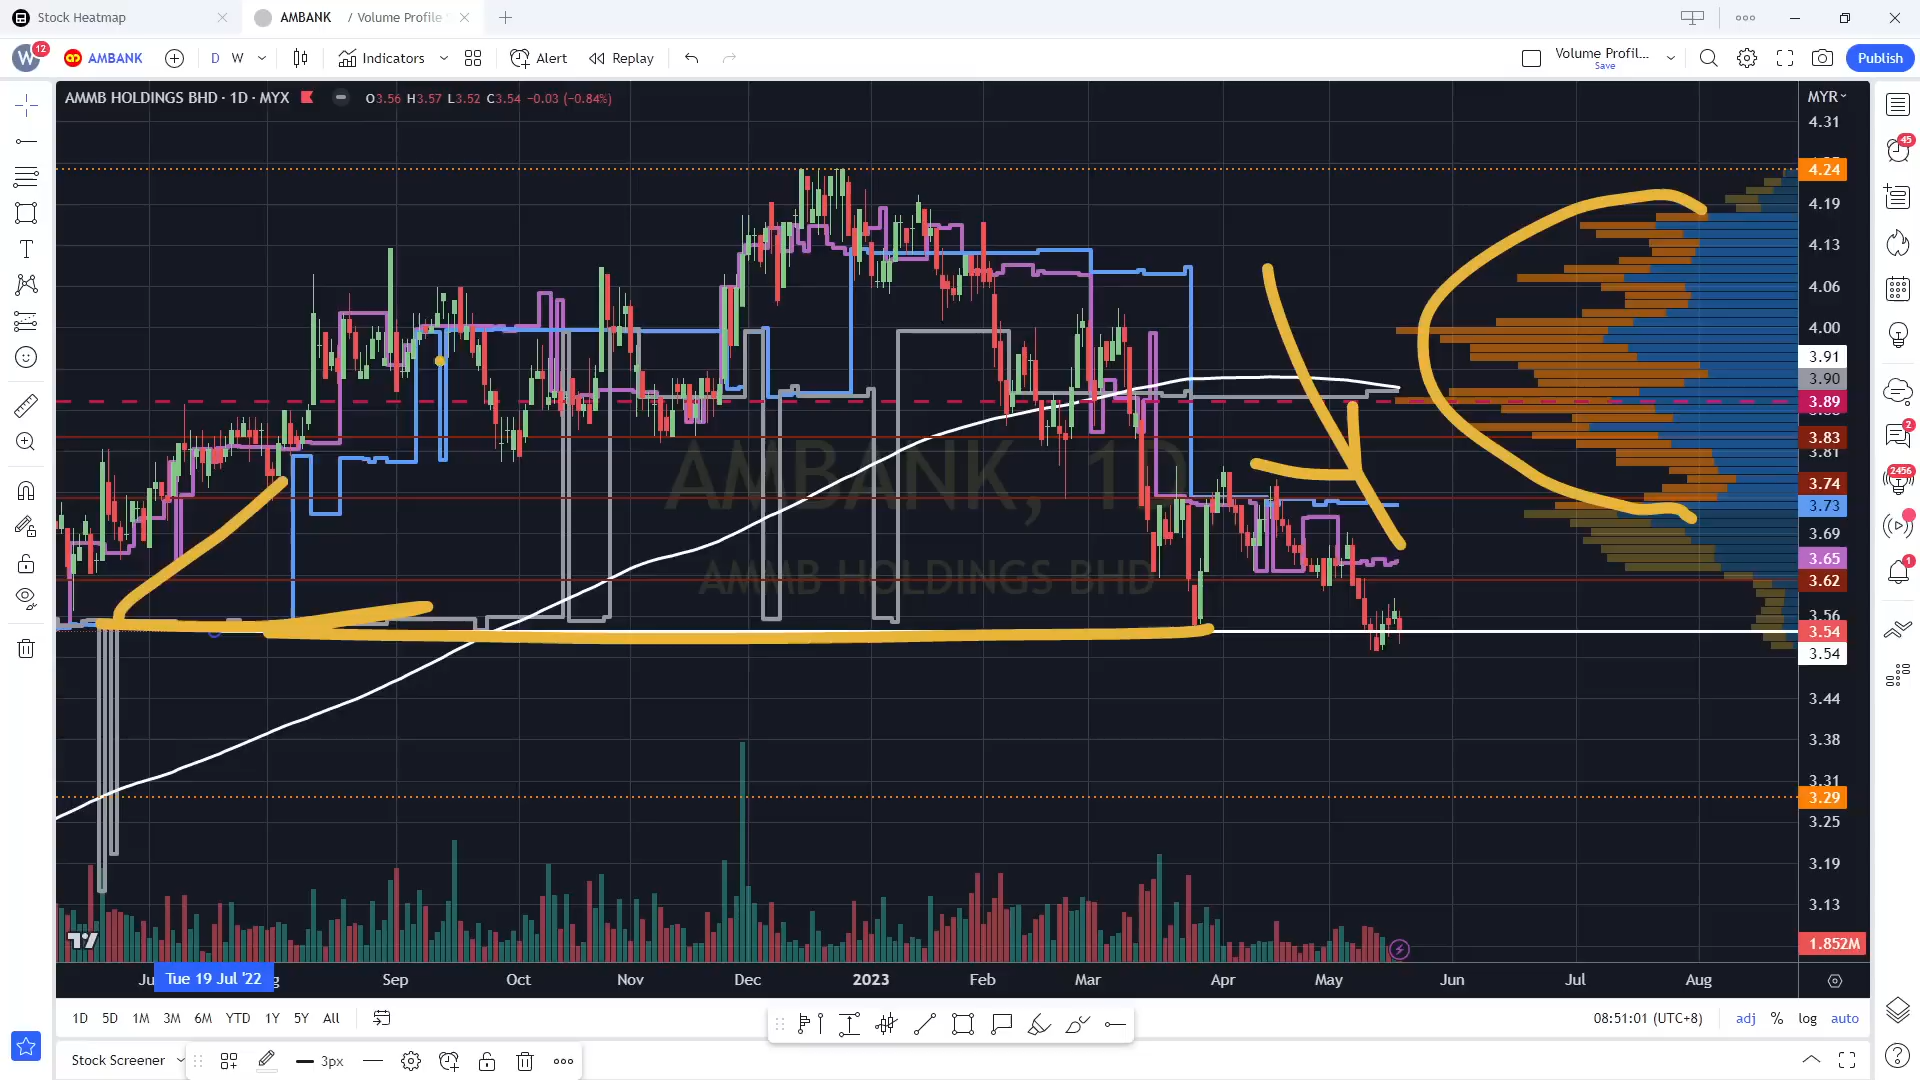 Stock Heatmap
AMBANK / Volume Profile
W 12 AMBANK D W Indicators Alert Replay Volume Profil... Save Publish
AMMB HOLDINGS BHD · 1D · MYX O3.56 H3.57 L3.52 C3.54 −0.03 (−0.84%)
MYR
4.31
4.24
4.19
4.13
4.06
4.00
3.91
3.90
3.89
3.83
3.81
3.74
3.73
3.69
3.65
3.62
3.56
3.54
3.54
3.44
3.38
3.31
3.29
3.25
3.19
3.13
1.852M
AMBANK, 1D
AMMB HOLDINGS BHD
45
2
2456
1
Tue 19 Jul '22 Sep Oct Nov Dec 2023 Feb Mar Apr May Jun Jul Aug
1D 5D 1M 3M 6M YTD 1Y 5Y All
08:51:01 (UTC+8) adj % log auto
Stock Screener 3px